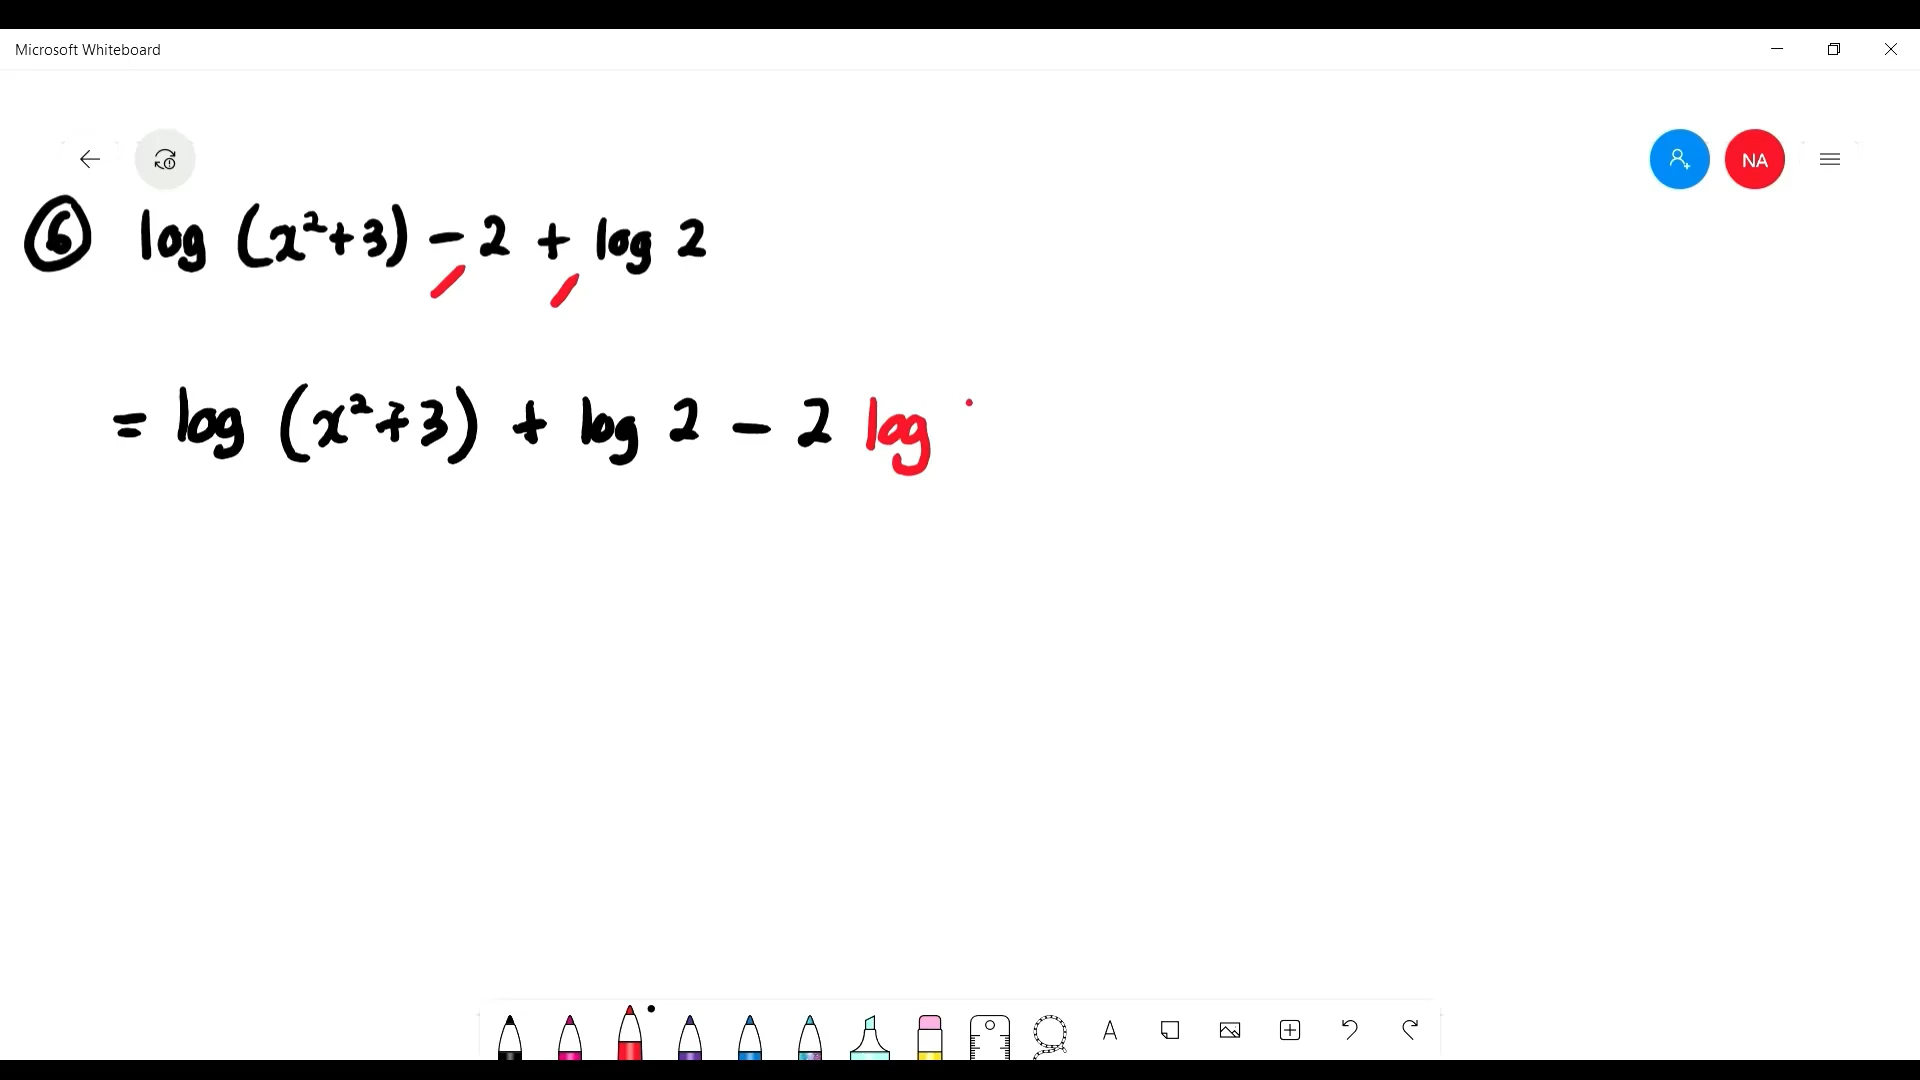 Microsoft Whiteboard
NA
⑥ log (x²+3) - 2 + log 2
= log (x²+3) + log 2 - 2 log